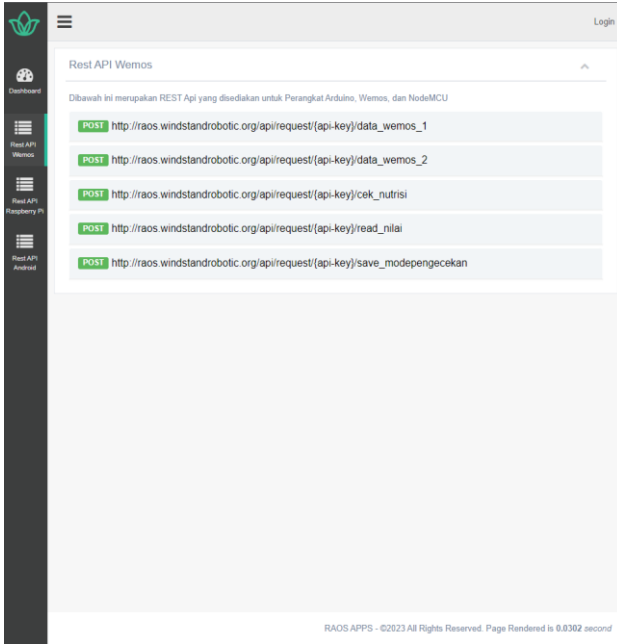 Login
Dashboard
Rest API
Wemos
Rest API
Raspberry Pi
Rest API
Android
Rest API Wemos
Dibawah ini merupakan REST Api yang disediakan untuk Perangkat Arduino, Wemos, dan NodeMCU
POST http://raos.windstandrobotic.org/api/request/{api-key}/data_wemos_1
POST http://raos.windstandrobotic.org/api/request/{api-key}/data_wemos_2
POST http://raos.windstandrobotic.org/api/request/{api-key}/cek_nutrisi
POST http://raos.windstandrobotic.org/api/request/{api-key}/read_nilai
POST http://raos.windstandrobotic.org/api/request/{api-key}/save_modepengecekan
RAOS APPS - ©2023 All Rights Reserved. Page Rendered is 0.0302 second